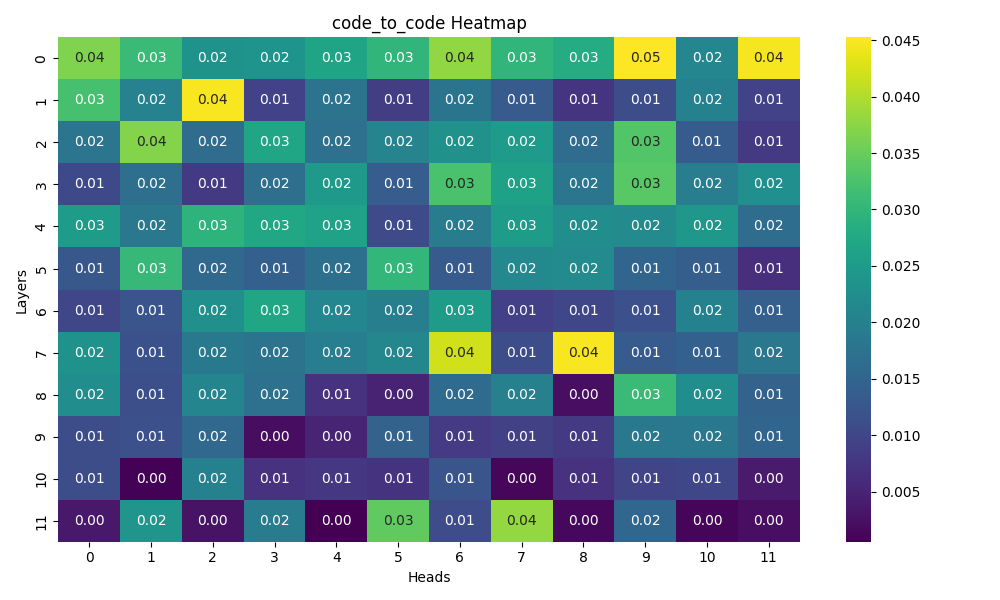 code_to_code Heatmap
Layers
0 0.04 0.03 0.02 0.02 0.03 0.03 0.04 0.03 0.03 0.05 0.02 0.04
1 0.03 0.02 0.04 0.01 0.02 0.01 0.02 0.01 0.01 0.01 0.02 0.01
2 0.02 0.04 0.02 0.03 0.02 0.02 0.02 0.02 0.02 0.03 0.01 0.01
3 0.01 0.02 0.01 0.02 0.02 0.01 0.03 0.03 0.02 0.03 0.02 0.02
4 0.03 0.02 0.03 0.03 0.03 0.01 0.02 0.03 0.02 0.02 0.02 0.02
5 0.01 0.03 0.02 0.01 0.02 0.03 0.01 0.02 0.02 0.01 0.01 0.01
6 0.01 0.01 0.02 0.03 0.02 0.02 0.03 0.01 0.01 0.01 0.02 0.01
7 0.02 0.01 0.02 0.02 0.02 0.02 0.04 0.01 0.04 0.01 0.01 0.02
8 0.02 0.01 0.02 0.02 0.01 0.00 0.02 0.02 0.00 0.03 0.02 0.01
9 0.01 0.01 0.02 0.00 0.00 0.01 0.01 0.01 0.01 0.02 0.02 0.01
10 0.01 0.00 0.02 0.01 0.01 0.01 0.01 0.00 0.01 0.01 0.01 0.00
11 0.00 0.02 0.00 0.02 0.00 0.03 0.01 0.04 0.00 0.02 0.00 0.00
0 1 2 3 4 5 6 7 8 9 10 11
Heads
0.045
0.040
0.035
0.030
0.025
0.020
0.015
0.010
0.005